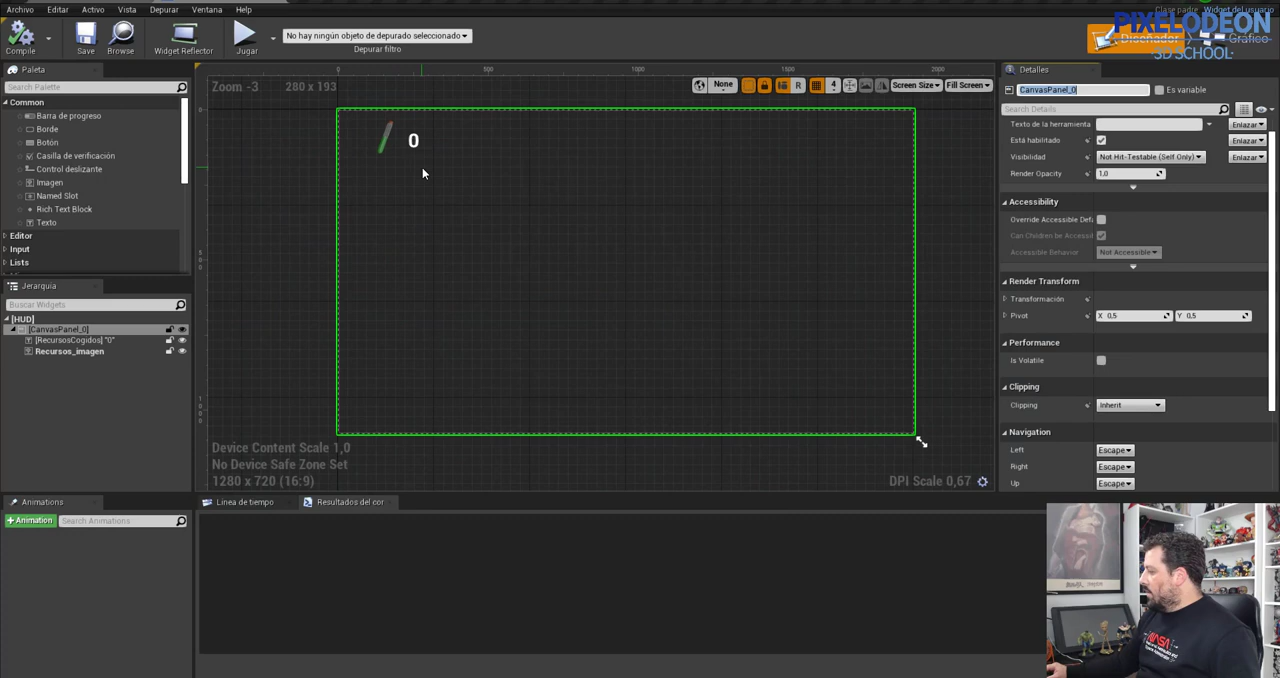 Archivo Editar Activo Vista Depurar Ventana Help
Clase padre: Widget del usuario
Compile Save Browse Widget Reflector Jugar
No hay ningún objeto de depurado seleccionado
Depurar filtro
Diseñador Gráfico
PIXELODEON
3D SCHOOL
Paleta
Search Palette
Common
Barra de progreso
Borde
Botón
Casilla de verificación
Control deslizante
Imagen
Named Slot
Rich Text Block
Texto
Editor
Input
Lists
Jerarquía
Buscar Widgets
[HUD]
[CanvasPanel_0]
[RecursosCogidos] "0"
Recursos_imagen
Animations
+Animation
Search Animations
0 500 1000 1500 2000
Zoom -3 280 x 193
None R 4 Screen Size Fill Screen
0
Device Content Scale 1,0
No Device Safe Zone Set
1280 x 720 (16:9)
DPI Scale 0,67
Línea de tiempo
Resultados del cor
Detalles
CanvasPanel_0 Es variable
Search Details
Texto de la herramienta Enlazar
Está habilitado Enlazar
Visibilidad Not Hit-Testable (Self Only) Enlazar
Render Opacity 1,0
Accessibility
Override Accessible Defa
Can Children be Accessib
Accessible Behavior Not Accessible
Render Transform
Transformación
Pivot X 0,5 Y 0,5
Performance
Is Volatile
Clipping
Clipping Inherit
Navigation
Left Escape
Right Escape
Up Escape
NASA